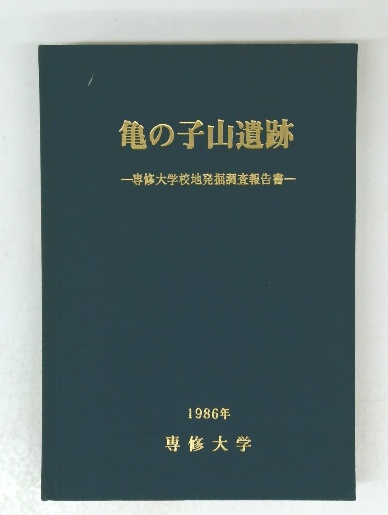 亀の子山遺跡
—専修大学校地発掘調査報告書—
1986年
専修大学